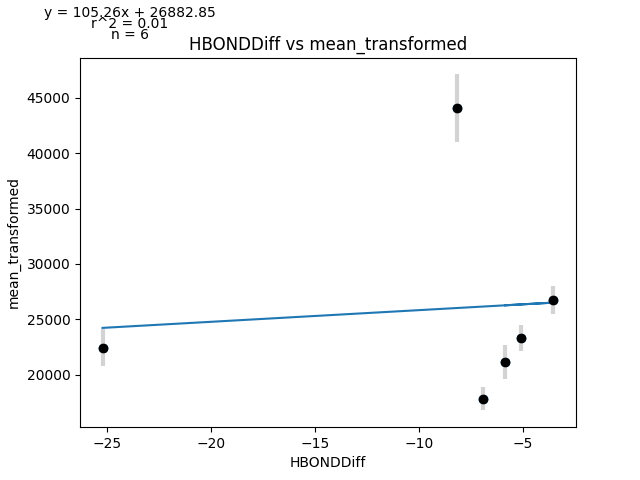 y = 105.26x + 26882.85
r^2 = 0.01
n = 6
HBONDDiff vs mean_transformed
mean_transformed
45000
40000
35000
30000
25000
20000
−25
−20
−15
−10
−5
HBONDDiff